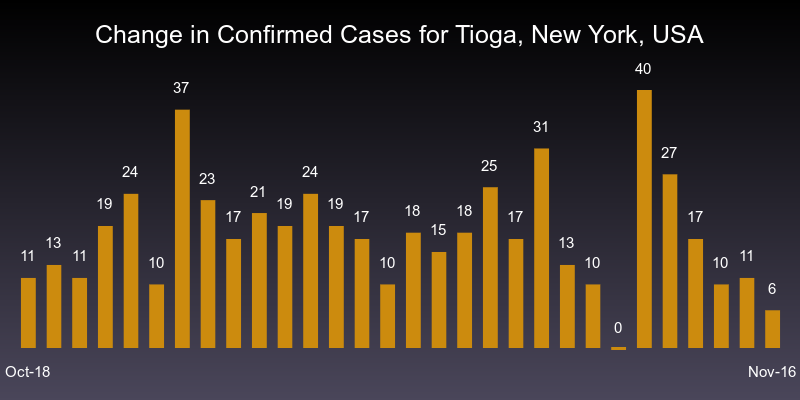 Change in Confirmed Cases for Tioga, New York, USA
11 13 11 19 24 10 37 23 17 21 19 24 19 17 10 18 15 18 25 17 31 13 10 0 40 27 17 10 11 6
Oct-18 Nov-16